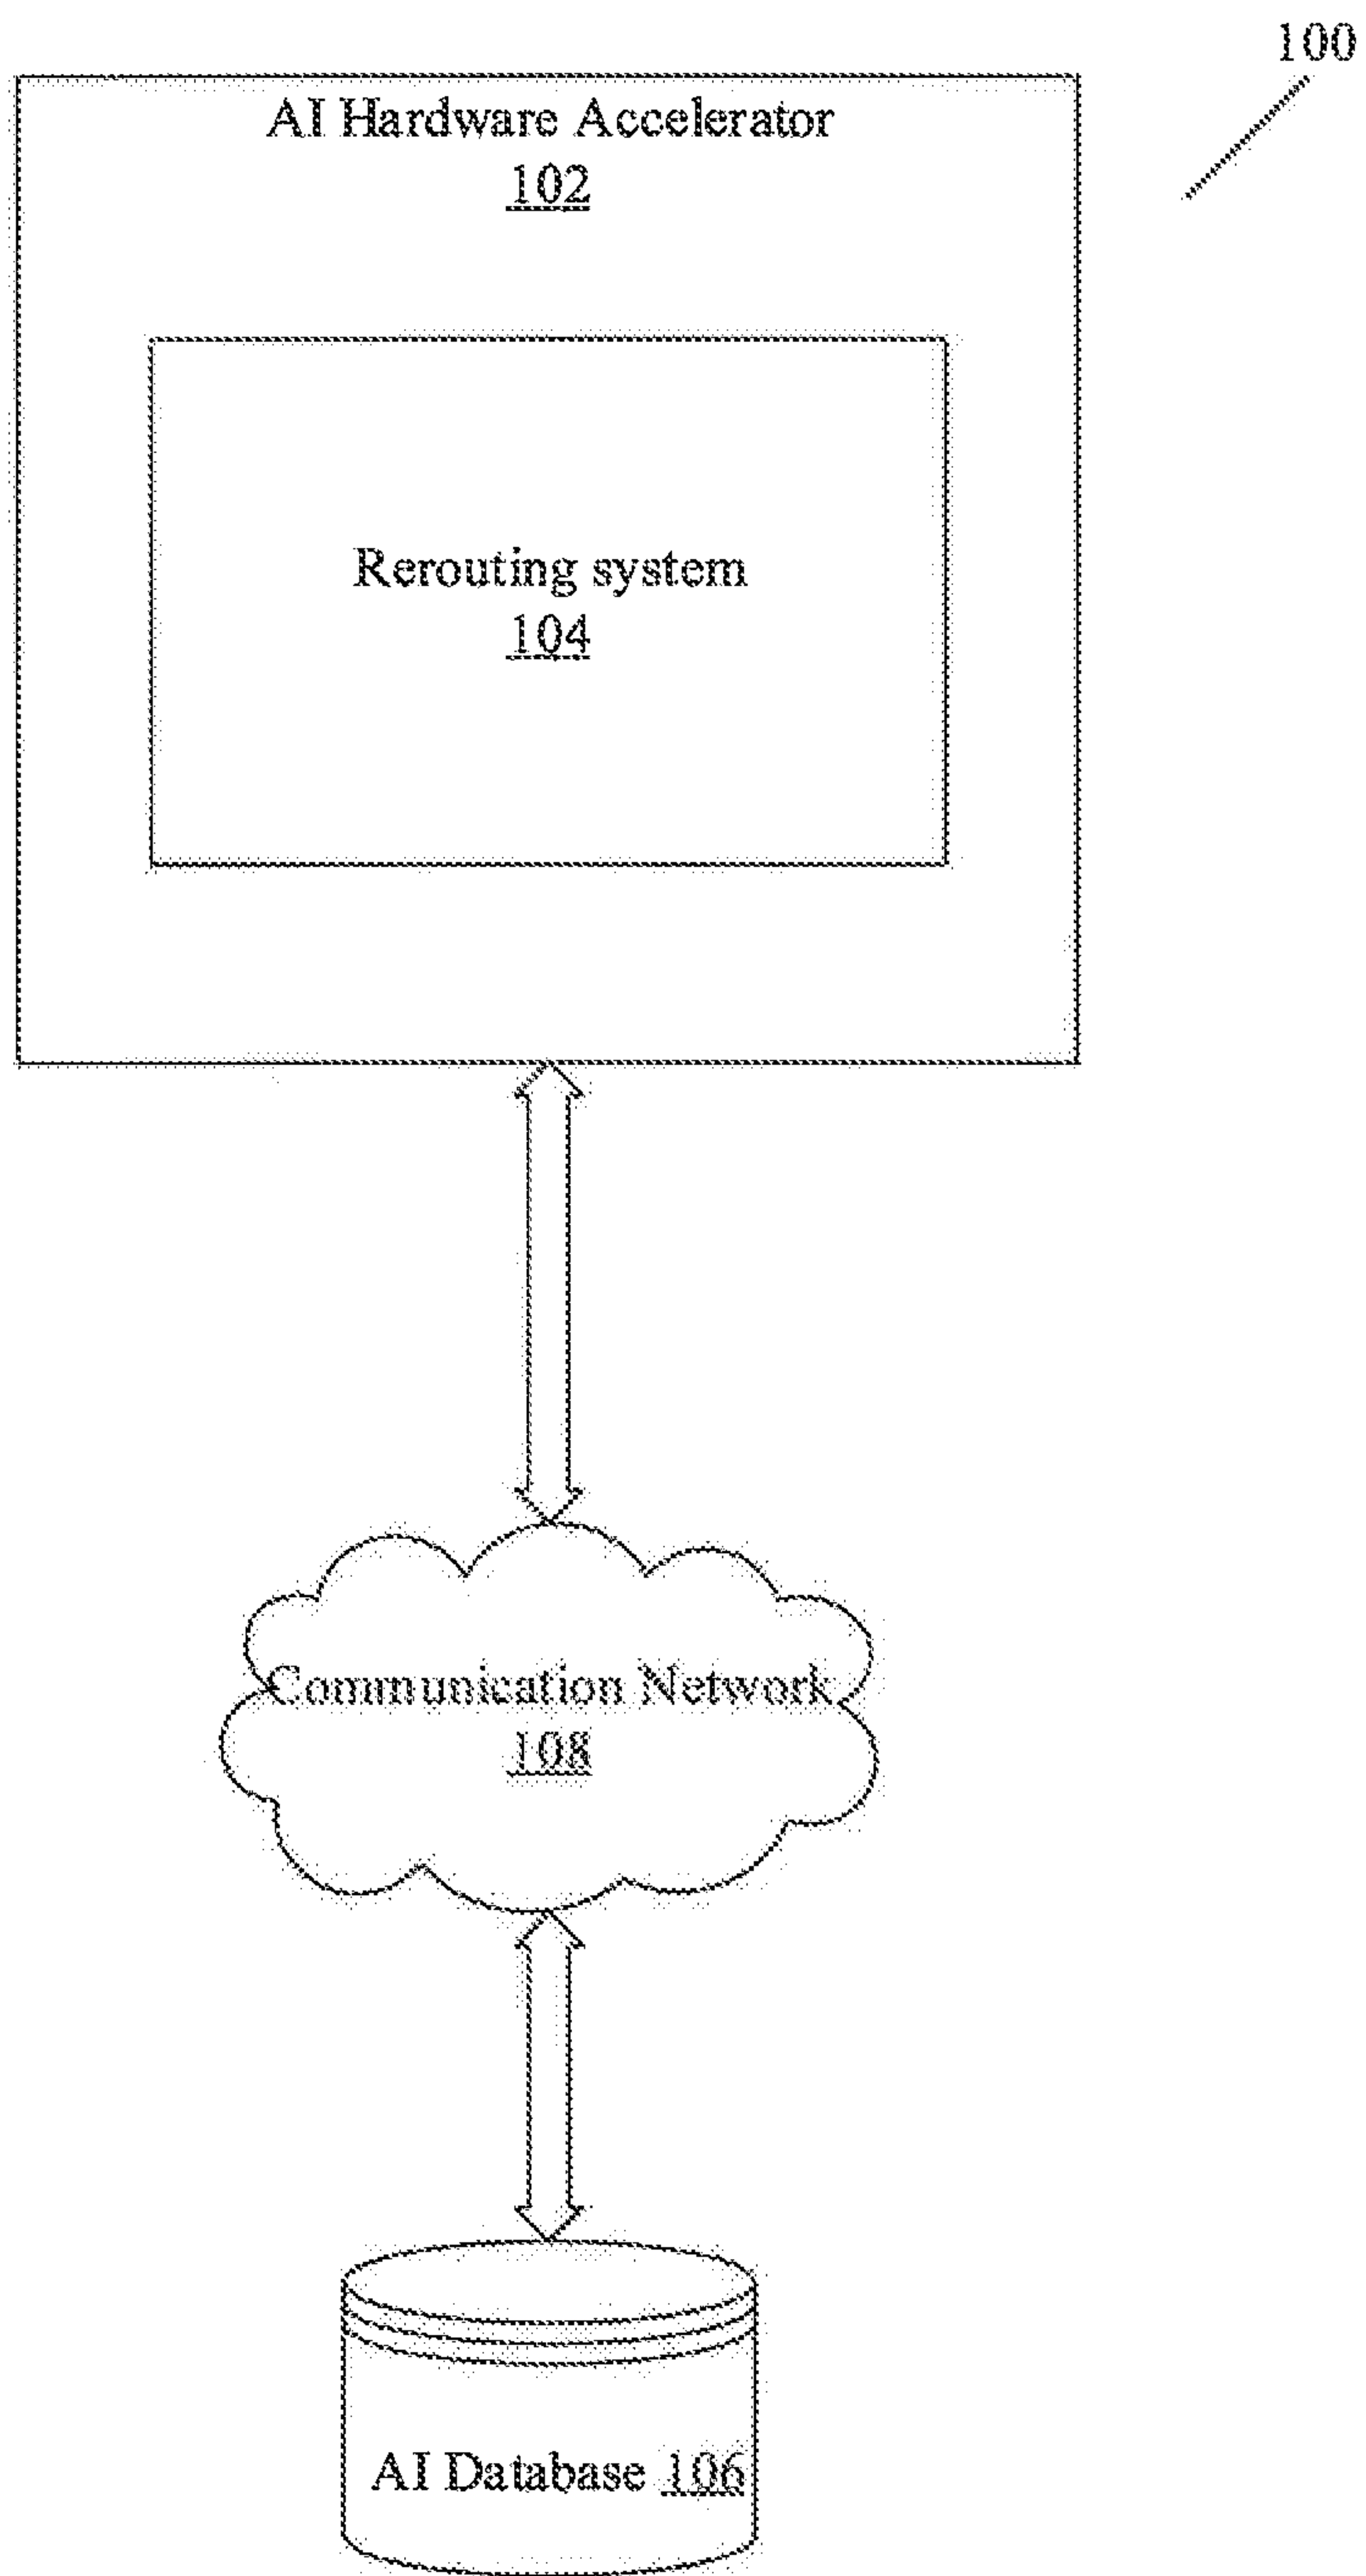 100
AI Hardware Accelerator
102
Rerouting system
104
Communication Network
108
AI Database 106